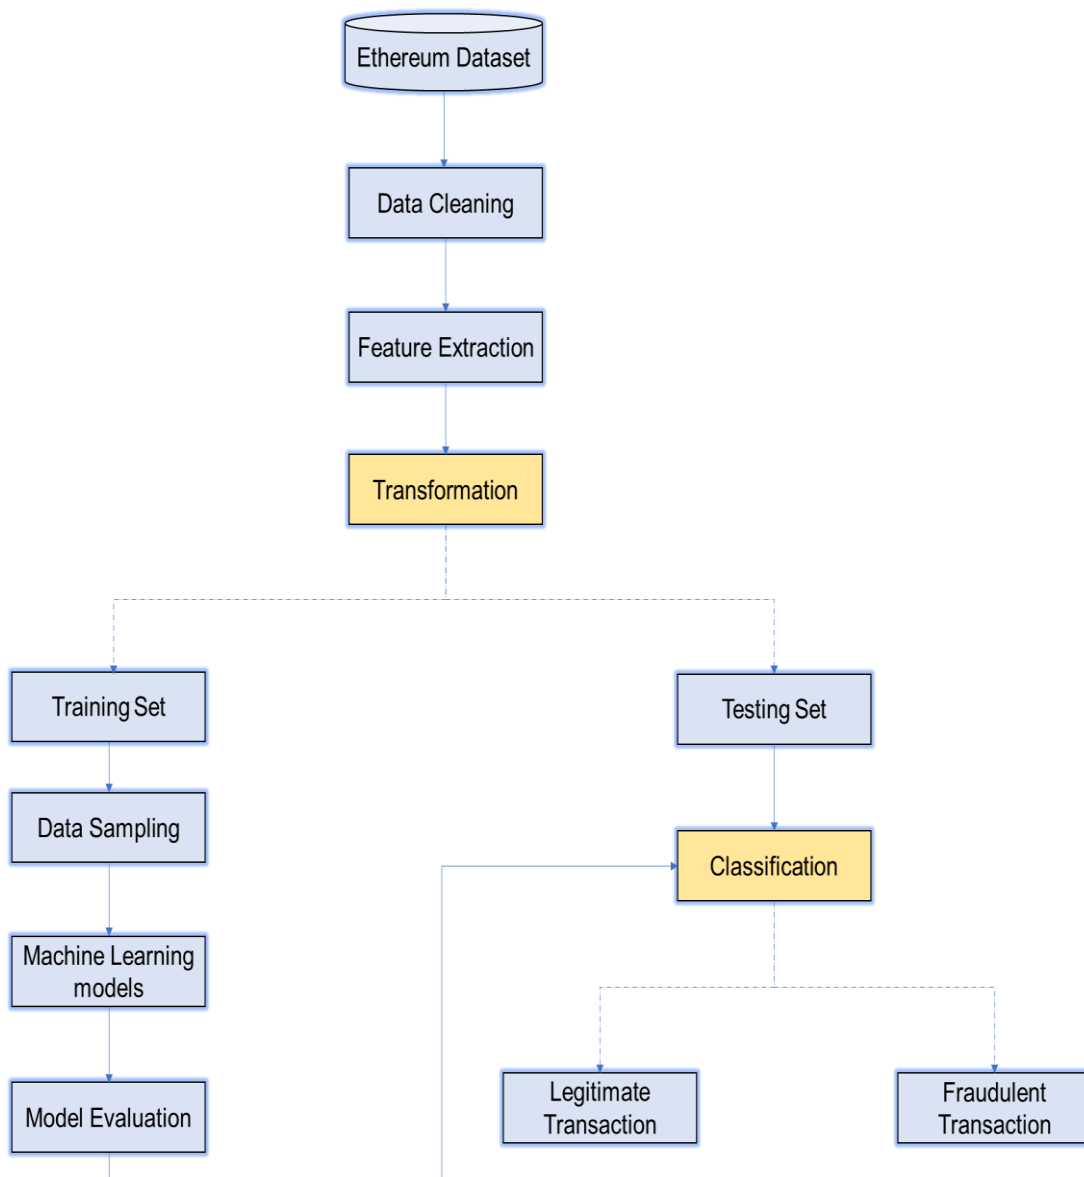 Ethereum Dataset
Data Cleaning
Feature Extraction
Transformation
Training Set
Testing Set
Data Sampling
Classification
Machine Learning
models
Model Evaluation
Legitimate
Transaction
Fraudulent
Transaction